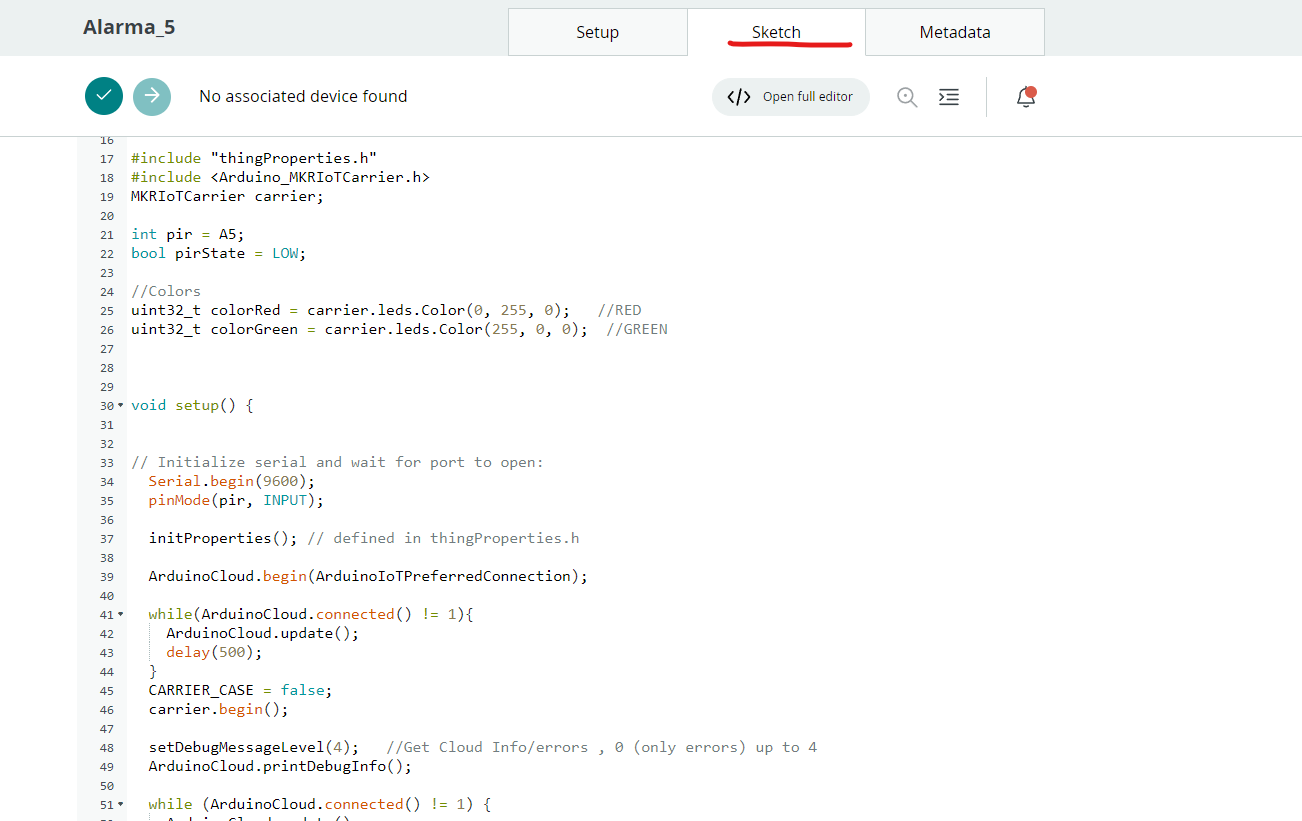 Alarma_5
Setup
Sketch
Metadata
No associated device found
</> Open full editor
16
17 #include "thingProperties.h"
18 #include <Arduino_MKRIoTCarrier.h>
19 MKRIoTCarrier carrier;
20
21 int pir = A5;
22 bool pirState = LOW;
23
24 //Colors
25 uint32_t colorRed = carrier.leds.Color(0, 255, 0);   //RED
26 uint32_t colorGreen = carrier.leds.Color(255, 0, 0);  //GREEN
27
28
29
30 void setup() {
31
32
33 // Initialize serial and wait for port to open:
34   Serial.begin(9600);
35   pinMode(pir, INPUT);
36
37   initProperties(); // defined in thingProperties.h
38
39   ArduinoCloud.begin(ArduinoIoTPreferredConnection);
40
41   while(ArduinoCloud.connected() != 1){
42     ArduinoCloud.update();
43     delay(500);
44   }
45   CARRIER_CASE = false;
46   carrier.begin();
47
48   setDebugMessageLevel(4);   //Get Cloud Info/errors , 0 (only errors) up to 4
49   ArduinoCloud.printDebugInfo();
50
51   while (ArduinoCloud.connected() != 1) {